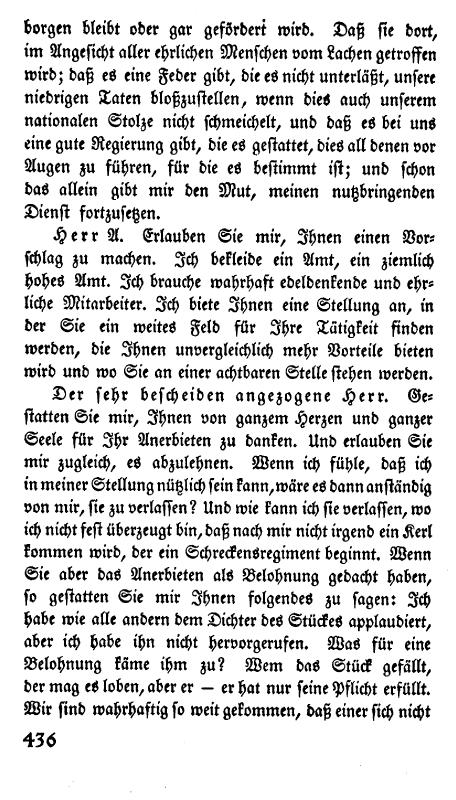 borgen bleibt oder gar gefördert wird. Daß sie dort,
im Angesicht aller ehrlichen Menschen vom Lachen getroffen
wird; daß es eine Feder gibt, die es nicht unterläßt, unsere
niedrigen Taten bloßzustellen, wenn dies auch unserem
nationalen Stolze nicht schmeichelt, und daß es bei uns
eine gute Regierung gibt, die es gestattet, dies all denen vor
Augen zu führen, für die es bestimmt ist; und schon
das allein gibt mir den Mut, meinen nutzbringenden
Dienst fortzusetzen.
Herr A. Erlauben Sie mir, Ihnen einen Vor-
schlag zu machen. Ich bekleide ein Amt, ein ziemlich
hohes Amt. Ich brauche wahrhaft edeldenkende und ehr-
liche Mitarbeiter. Ich biete Ihnen eine Stellung an, in
der Sie ein weites Feld für Ihre Tätigkeit finden
werden, die Ihnen unvergleichlich mehr Vorteile bieten
wird und wo Sie an einer achtbaren Stelle stehen werden.
Der sehr bescheiden angezogene Herr. Ge-
statten Sie mir, Ihnen von ganzem Herzen und ganzer
Seele für Ihr Anerbieten zu danken. Und erlauben Sie
mir zugleich, es abzulehnen. Wenn ich fühle, daß ich
in meiner Stellung nützlich sein kann, wäre es dann anständig
von mir, sie zu verlassen? Und wie kann ich sie verlassen, wo
ich nicht fest überzeugt bin, daß nach mir nicht irgend ein Kerl
kommen wird, der ein Schreckensregiment beginnt. Wenn
Sie aber das Anerbieten als Belohnung gedacht haben,
so gestatten Sie mir Ihnen folgendes zu sagen: Ich
habe wie alle andern dem Dichter des Stückes applaudiert,
aber ich habe ihn nicht hervorgerufen. Was für eine
Belohnung käme ihm zu? Wem das Stück gefällt,
der mag es loben, aber er — er hat nur seine Pflicht erfüllt.
Wir sind wahrhaftig so weit gekommen, daß einer sich nicht
436